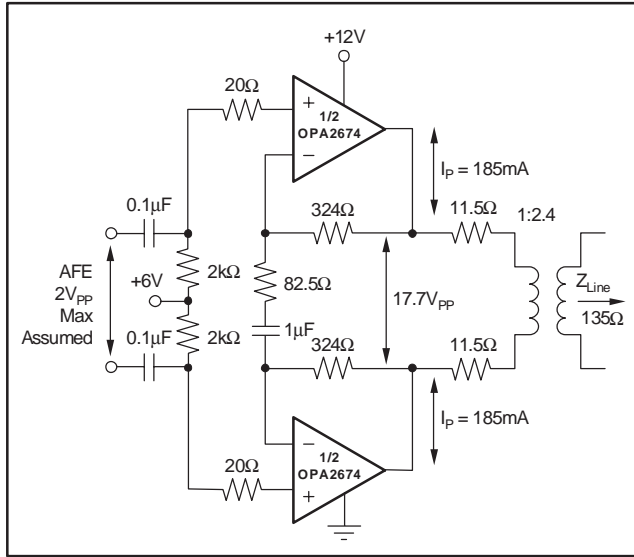 +12V
20Ω
+
1/2
OPA2674
−
I_P = 185mA
0.1µF
324Ω
11.5Ω
1:2.4
AFE
2V_PP
Max
Assumed
+6V
2kΩ
2kΩ
82.5Ω
1µF
17.7V_PP
Z_Line
135Ω
0.1µF
324Ω
11.5Ω
−
1/2
OPA2674
+
20Ω
I_P = 185mA